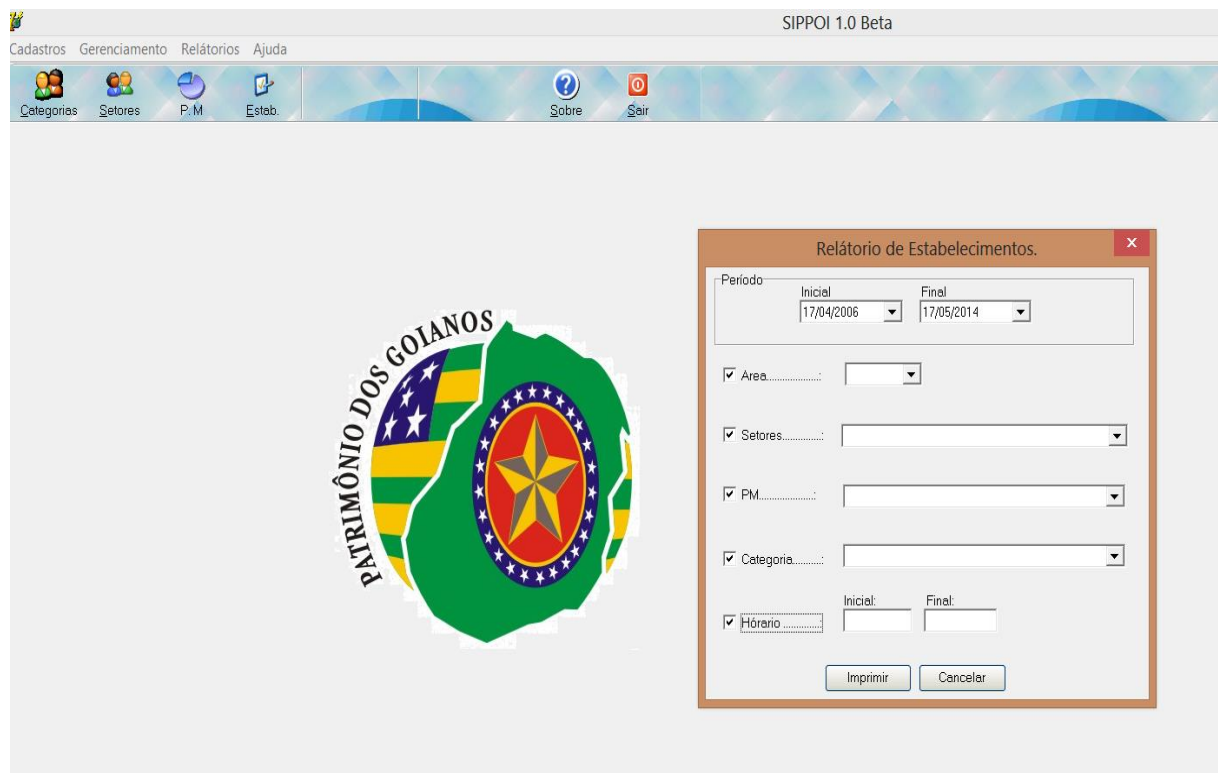 SIPPOI 1.0 Beta
Cadastros Gerenciamento Relátorios Ajuda
Categorias Setores P. M Estab. Sobre Sair
PATRIMÔNIO DOS GOIANOS
Relátorio de Estabelecimentos. x
Período
Inicial Final
17/04/2006 17/05/2014
Area..................:
Setores.............:
PM...................:
Categoria..........:
Inicial: Final:
Hórario .............:
Imprimir Cancelar